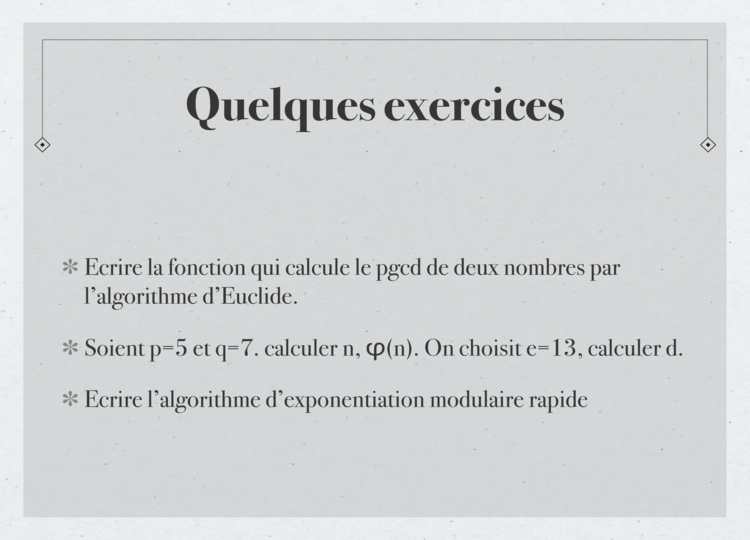 Quelques exercices
✻ Ecrire la fonction qui calcule le pgcd de deux nombres par
l’algorithme d’Euclide.
✻ Soient p=5 et q=7. calculer n, φ(n). On choisit e=13, calculer d.
✻ Ecrire l’algorithme d’exponentiation modulaire rapide